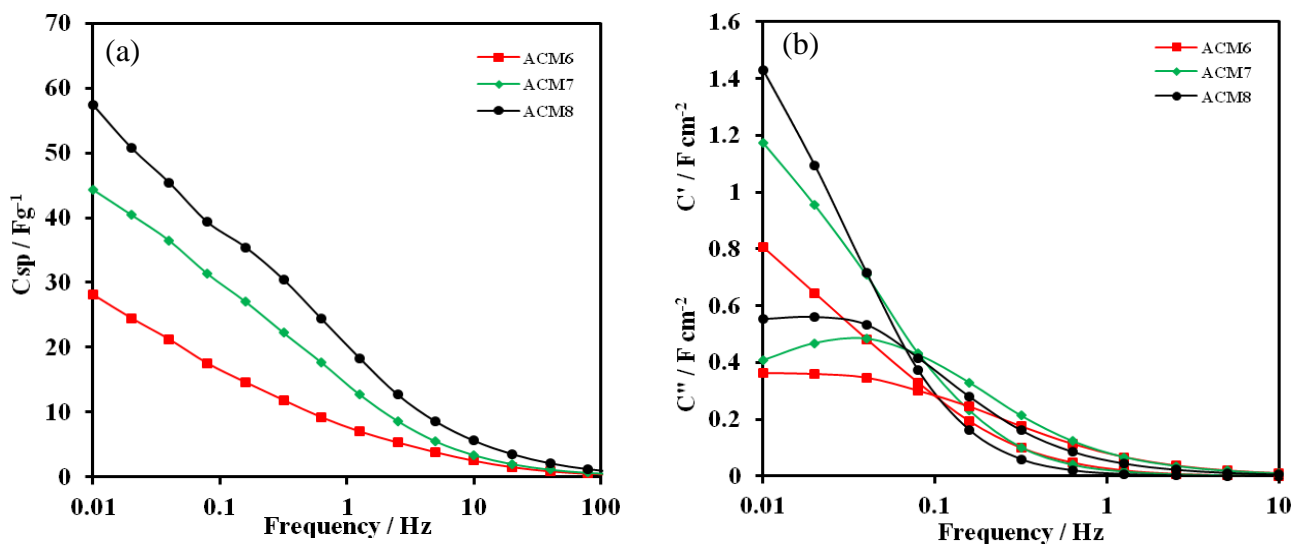 (a)
70
60
50
40
30
20
10
0
Csp / Fg-1
ACM6
ACM7
ACM8
0.01 0.1 1 10 100
Frequency / Hz
(b)
1.6
1.4
1.2
1
0.8
0.6
0.4
0.2
0
C' / F cm-2
C'' / F cm-2
ACM6
ACM7
ACM8
0.01 0.1 1 10
Frequency / Hz